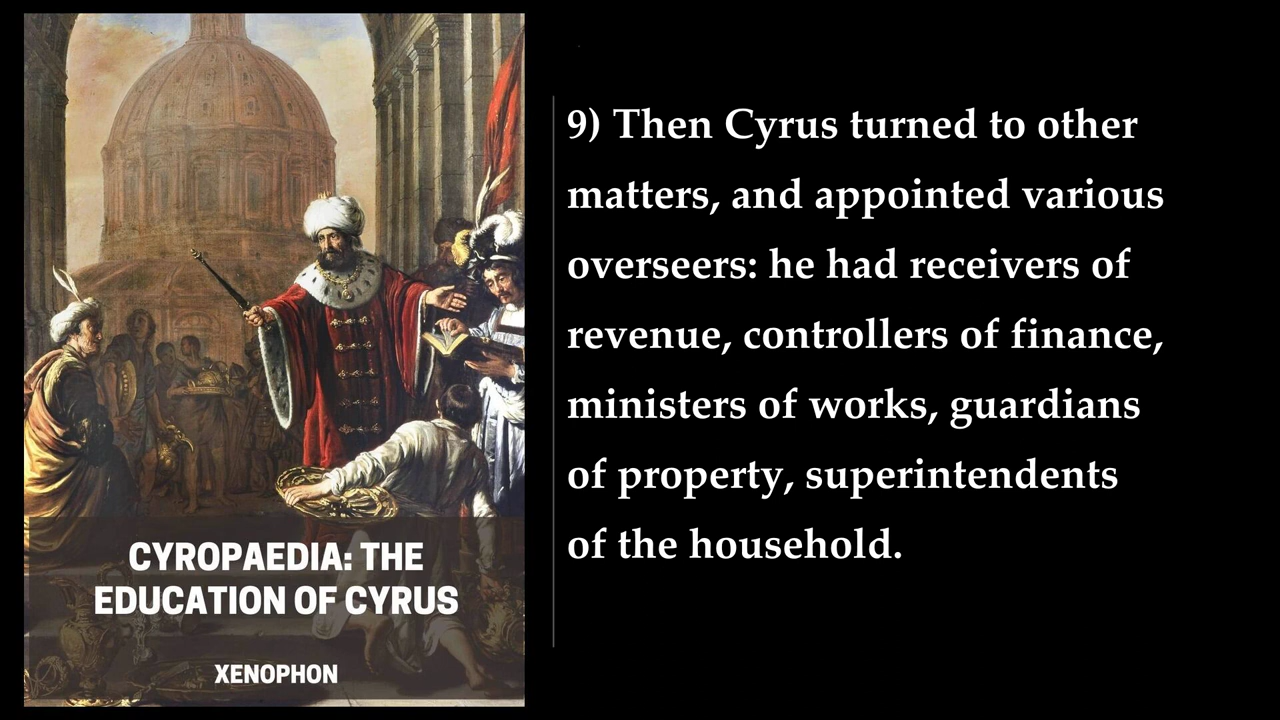 CYROPAEDIA: THE
EDUCATION OF CYRUS
XENOPHON
9) Then Cyrus turned to other
matters, and appointed various
overseers: he had receivers of
revenue, controllers of finance,
ministers of works, guardians
of property, superintendents
of the household.